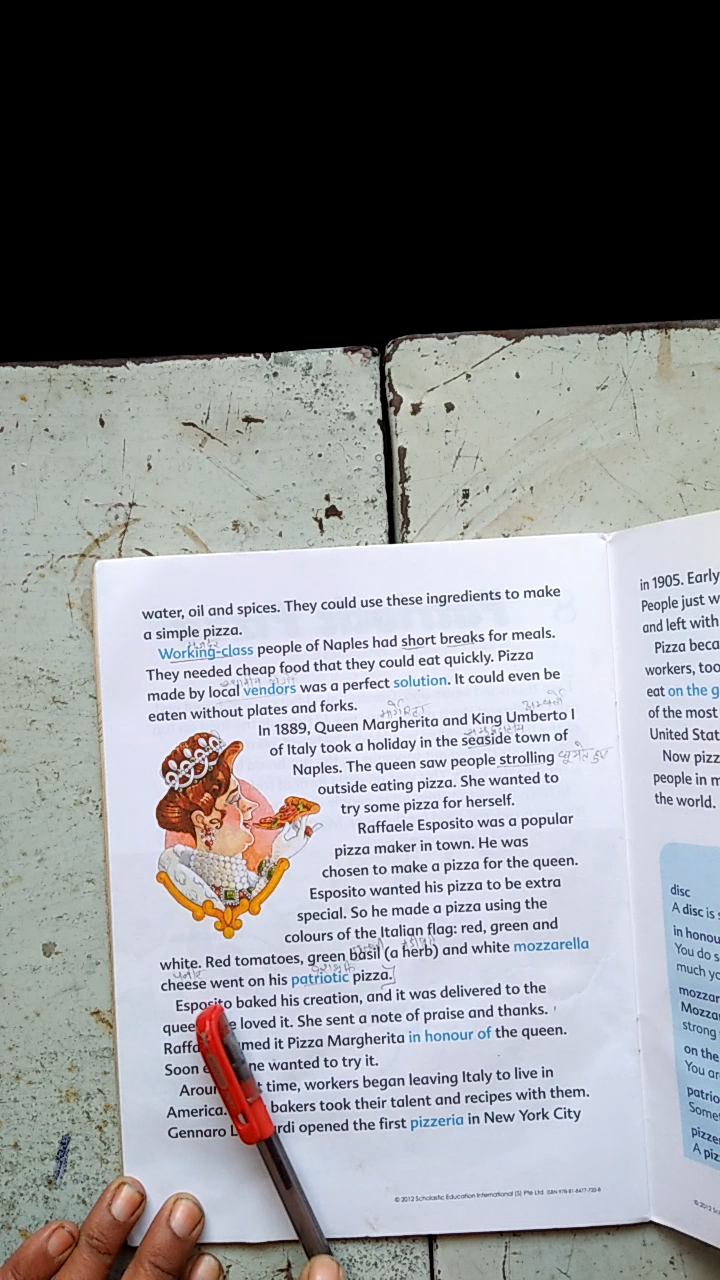 water, oil and spices. They could use these ingredients to make
a simple pizza.
Working-class people of Naples had short breaks for meals.
They needed cheap food that they could eat quickly. Pizza
made by local vendors was a perfect solution. It could even be
eaten without plates and forks.
In 1889, Queen Margherita and King Umberto I
of Italy took a holiday in the seaside town of
Naples. The queen saw people strolling
outside eating pizza. She wanted to
try some pizza for herself.
Raffaele Esposito was a popular
pizza maker in town. He was
chosen to make a pizza for the queen.
Esposito wanted his pizza to be extra
special. So he made a pizza using the
colours of the Italian flag: red, green and
white. Red tomatoes, green basil (a herb) and white mozzarella
cheese went on his patriotic pizza.
Esposito baked his creation, and it was delivered to the
loved it. She sent a note of praise and thanks.
it Pizza Margherita in honour of the queen.
Soon wanted to try it.
time, workers began leaving Italy to live in
America. bakers took their talent and recipes with them.
Gennaro opened the first pizzeria in New York City
© 2012 Scholastic Education International (S) Pte Ltd
in 1905. Early
People just w
and left with
Pizza beca
workers, too
eat on the g
of the most
United Stat
Now pizz
people in m
the world.
disc
A disc is
in honou
You do s
much yo
mozzar
Mozza
strong
on the
You ar
patrio
Some
pizze
A piz